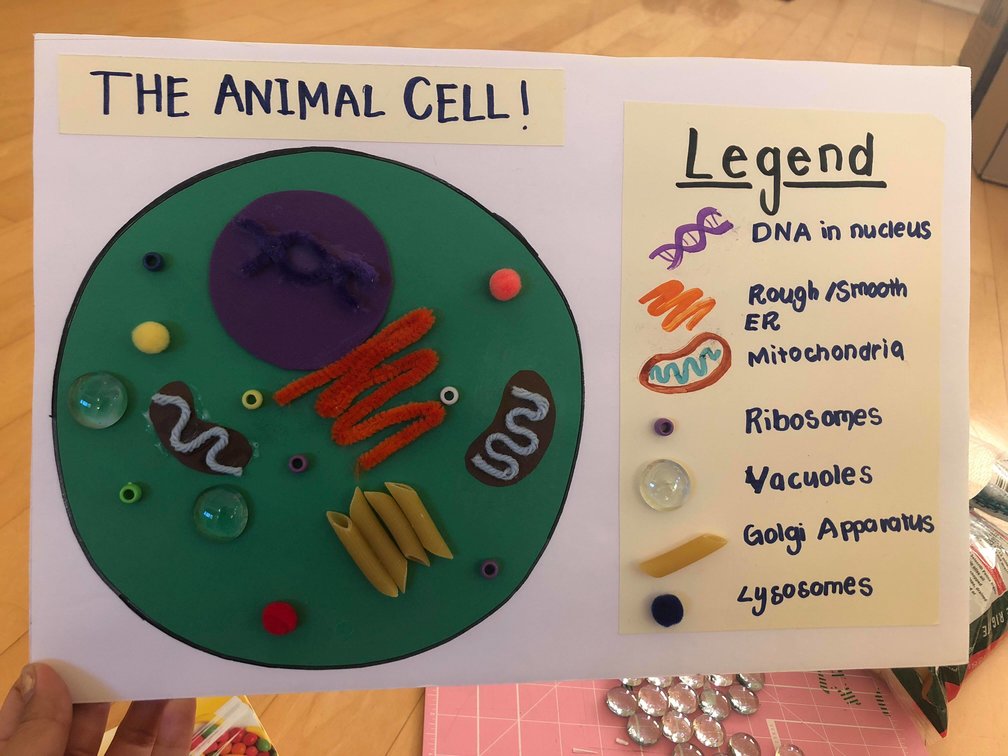 THE ANIMAL CELL!
Legend
DNA in nucleus
Rough/Smooth
ER
Mitochondria
Ribosomes
Vacuoles
Golgi Apparatus
Lysosomes